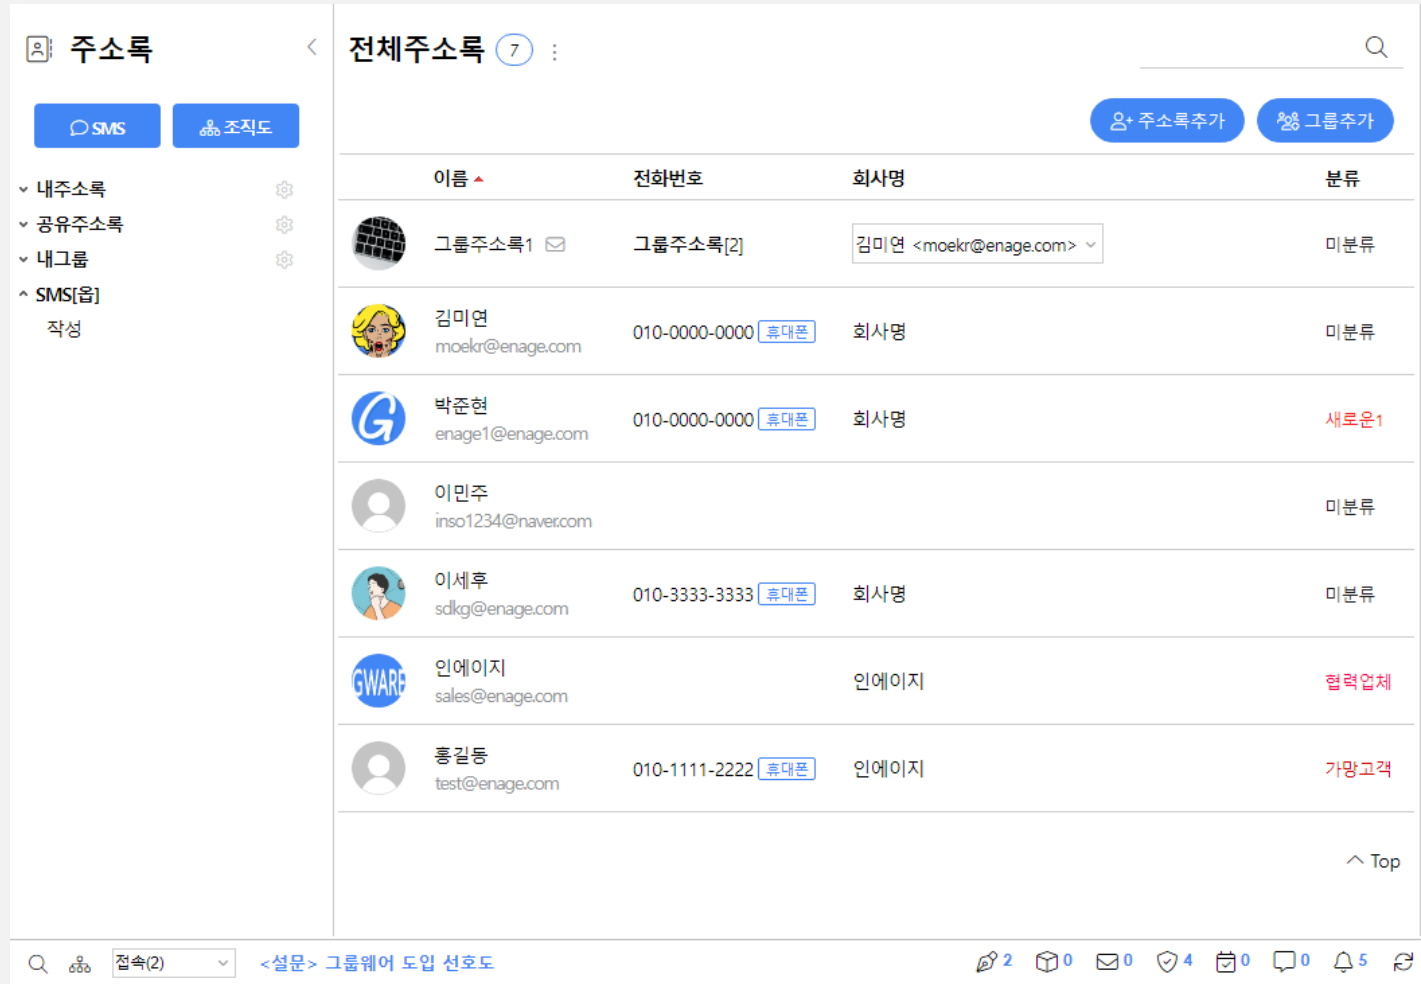 주소록
SMS
조직도
내주소록
공유주소록
내그룹
SMS[옵]
작성
전체주소록 7
주소록추가 그룹추가
이름 전화번호 회사명 분류
그룹주소록1 그룹주소록[2] 김미연 <moekr@enage.com> 미분류
김미연
moekr@enage.com
010-0000-0000 휴대폰 회사명 미분류
박준현
enage1@enage.com
010-0000-0000 휴대폰 회사명 새로운1
이민주
inso1234@naver.com
미분류
이세후
sdkg@enage.com
010-3333-3333 휴대폰 회사명 미분류
GWARE
인에이지
sales@enage.com
인에이지 협력업체
홍길동
test@enage.com
010-1111-2222 휴대폰 인에이지 가망고객
Top
접속(2) <설문> 그룹웨어 도입 선호도 2 0 0 4 0 0 5